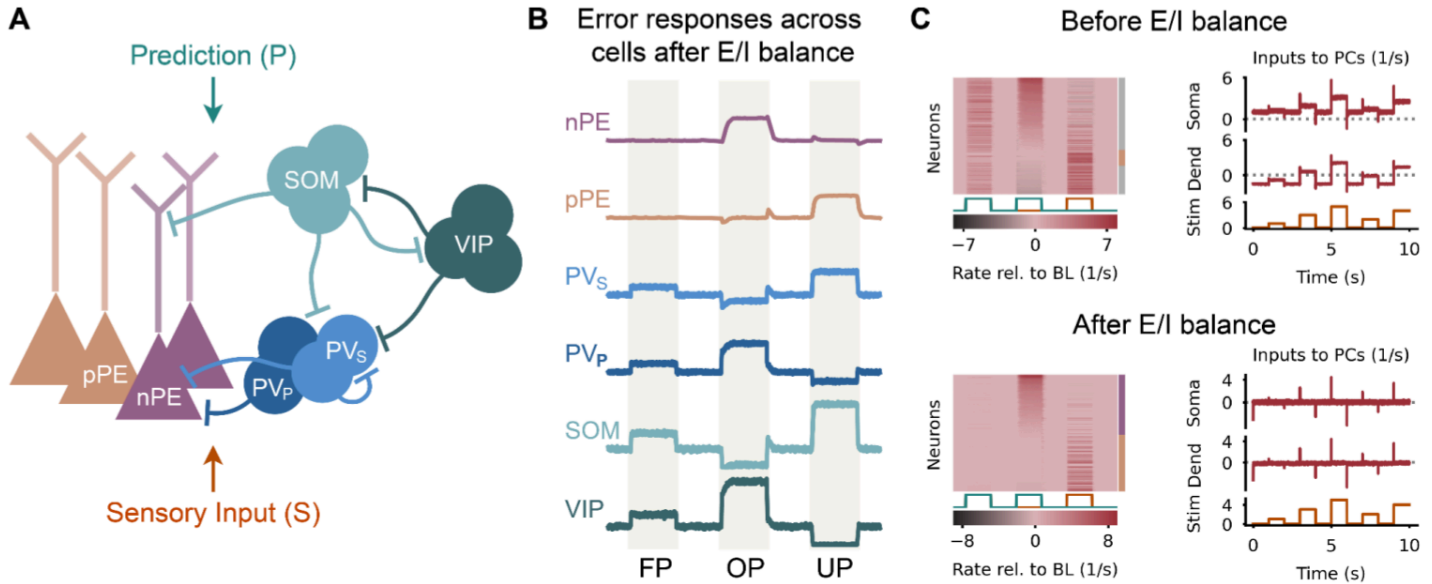 A
Prediction (P)
SOM
VIP
pPE
nPE
PVP
PVS
Sensory Input (S)
B
Error responses across
cells after E/I balance
nPE
pPE
PVS
PVP
SOM
VIP
FP OP UP
C
Before E/I balance
Neurons
−7 0 7
Rate rel. to BL (1/s)
Inputs to PCs (1/s)
Soma
6
0
Dend
0
Stim
6
0
0 5 10
Time (s)
After E/I balance
Neurons
−8 0 8
Rate rel. to BL (1/s)
Inputs to PCs (1/s)
Soma
4
0
Dend
4
0
Stim
4
0
0 5 10
Time (s)